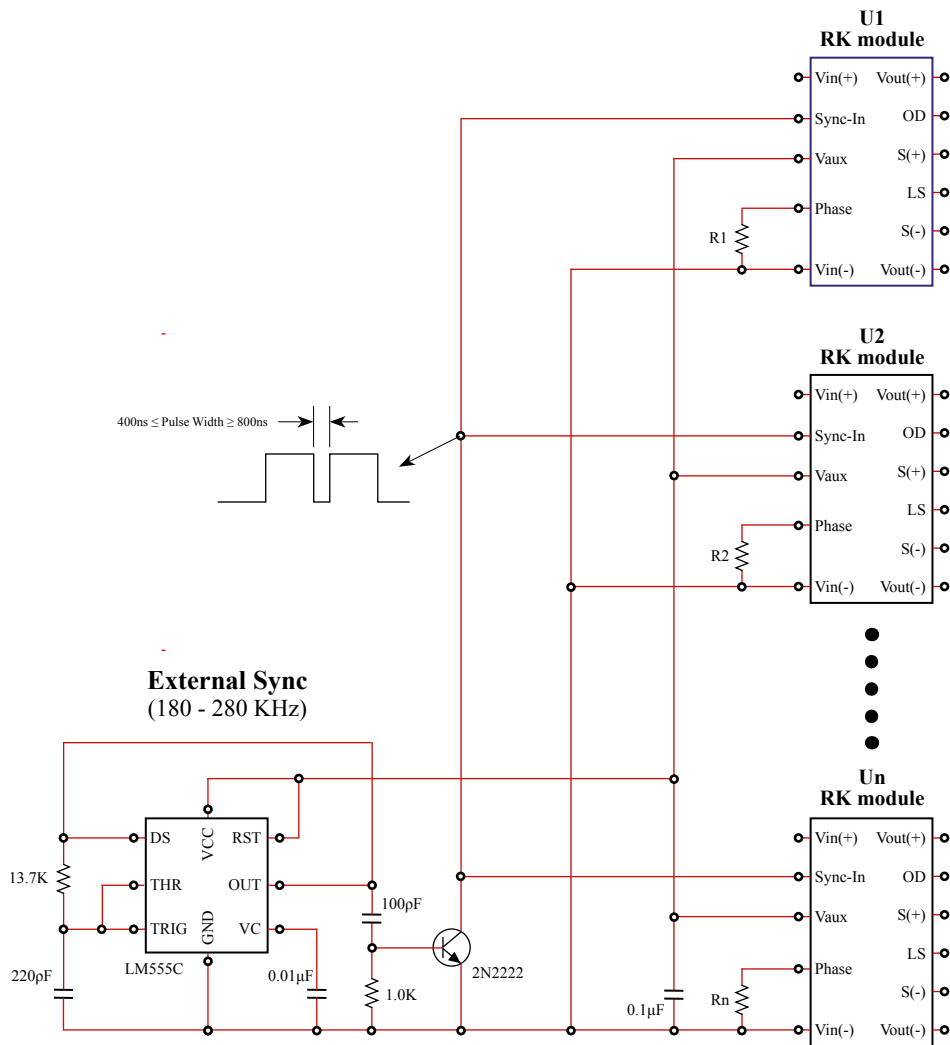 U1
RK module
Vin(+) Vout(+)
Sync-In OD
Vaux S(+)
LS
Phase
R1 S(-)
Vin(-) Vout(-)
U2
RK module
Vin(+) Vout(+)
400ns ≤ Pulse Width ≥ 800ns
Sync-In OD
Vaux S(+)
LS
Phase
R2 S(-)
Vin(-) Vout(-)
External Sync
(180 - 280 KHz)
Un
RK module
DS VCC RST
Vin(+) Vout(+)
13.7K
THR OUT
Sync-In OD
100ρF
TRIG GND VC
Vaux S(+)
LM555C
2N2222
LS
220ρF 0.01µF
Phase
1.0K
0.1µF
Rn S(-)
Vin(-) Vout(-)